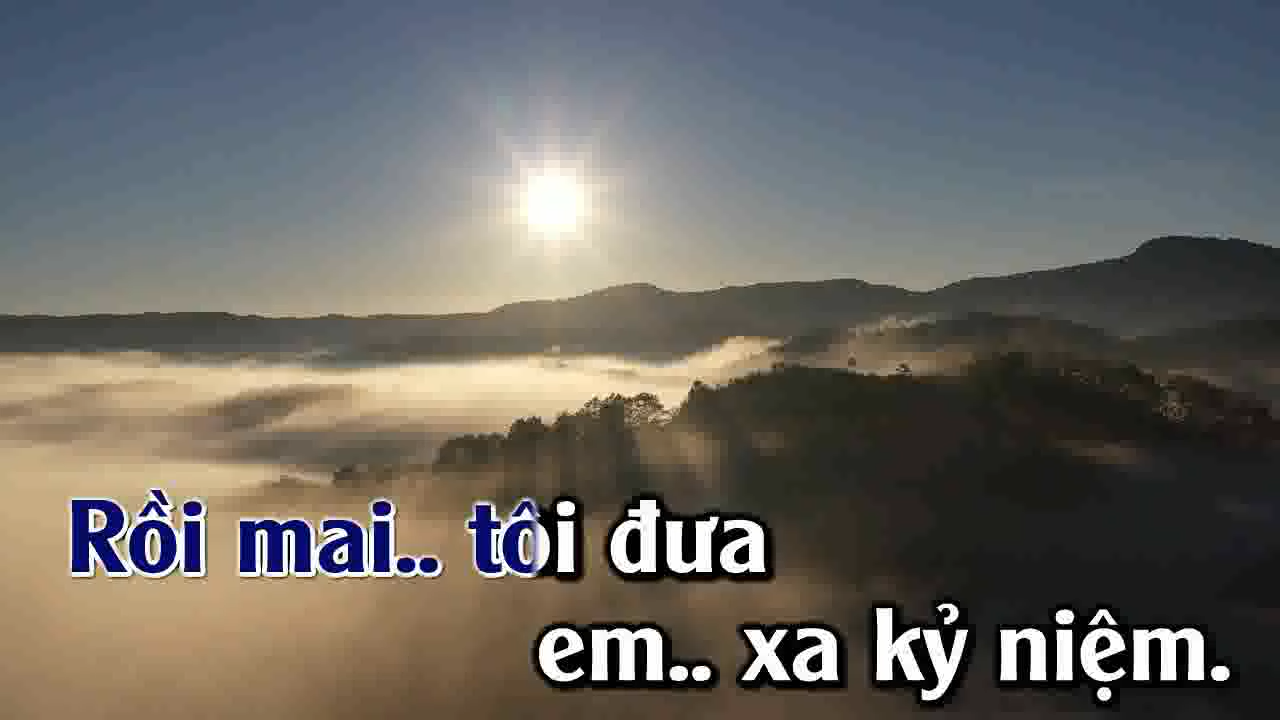 Rồi mai.. tôi đưa
em.. xa kỷ niệm.